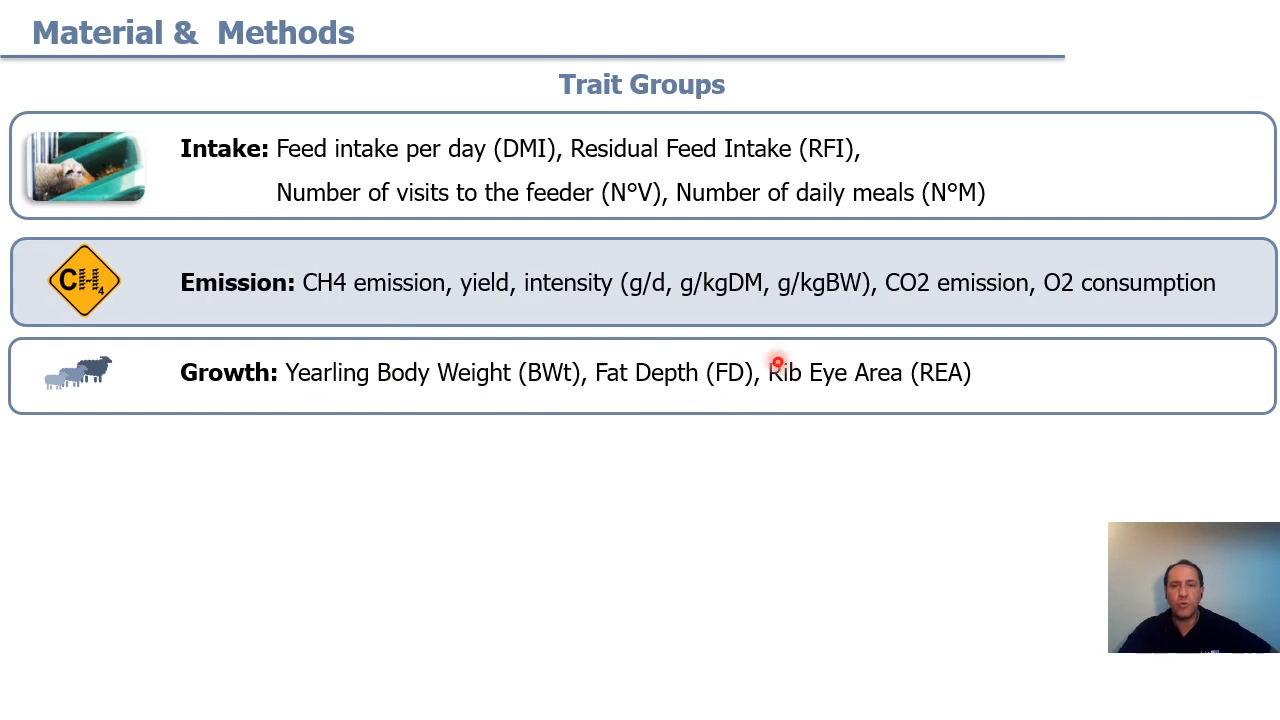 Material &  Methods
Trait Groups
Intake: Feed intake per day (DMI), Residual Feed Intake (RFI),
Number of visits to the feeder (N°V), Number of daily meals (N°M)
CH4
Emission: CH4 emission, yield, intensity (g/d, g/kgDM, g/kgBW), CO2 emission, O2 consumption
Growth: Yearling Body Weight (BWt), Fat Depth (FD), Rib Eye Area (REA)